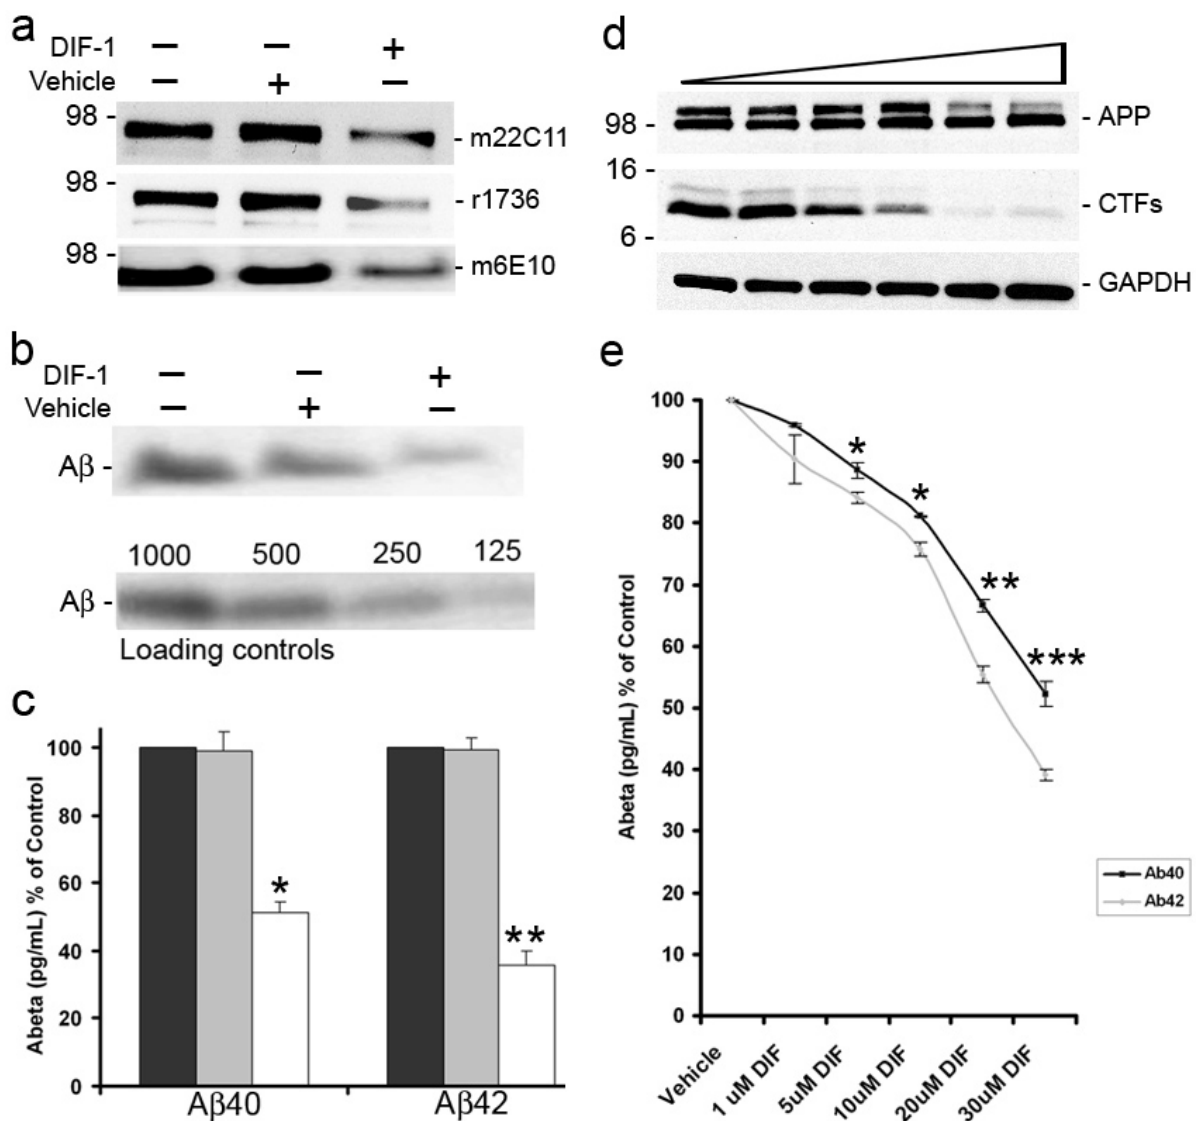 a
DIF-1 − − +
Vehicle − + −
98 -
- m22C11
98 -
- r1736
98 -
- m6E10
b
DIF-1 − − +
Vehicle − + −
Aβ -
1000 500 250 125
Aβ -
Loading controls
c
Abeta (pg/mL) % of Control
100
80
60
40
20
0
*
**
Aβ40 Aβ42
d
98 -
- APP
16 -
- CTFs
6 -
- GAPDH
e
Abeta (pg/mL) % of Control
100
90
80
70
60
50
40
30
20
10
0
*
*
**
***
Ab40
Ab42
Vehicle
1 uM DIF
5uM DIF
10uM DIF
20uM DIF
30uM DIF